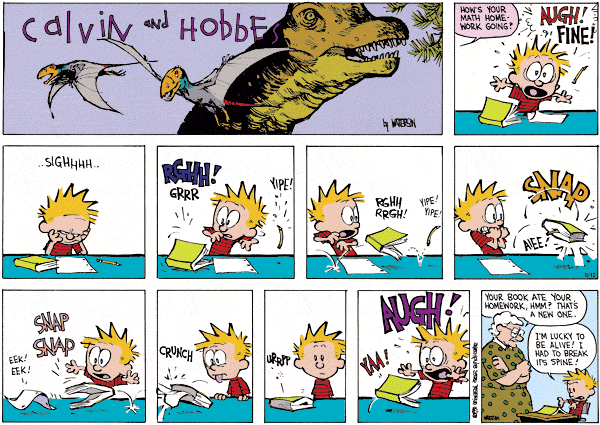 Calvin and Hobbes
by WATTERSON
HOW'S YOUR
MATH HOME-
WORK GOING?
AUGH!
FINE!
..SIGHHHH..
RGHH!
GRRR
YIPE!
RGHH
RRGH!
YIPE!
YIPE!
SNAP
AIEE!
SNAP
SNAP
EEK!
EEK!
CRUNCH
URRPP
AUGH!
YAA!
YOUR BOOK ATE YOUR
HOMEWORK, HMM? THAT'S
A NEW ONE.
I'M LUCKY TO
BE ALIVE! I
HAD TO BREAK
ITS SPINE!